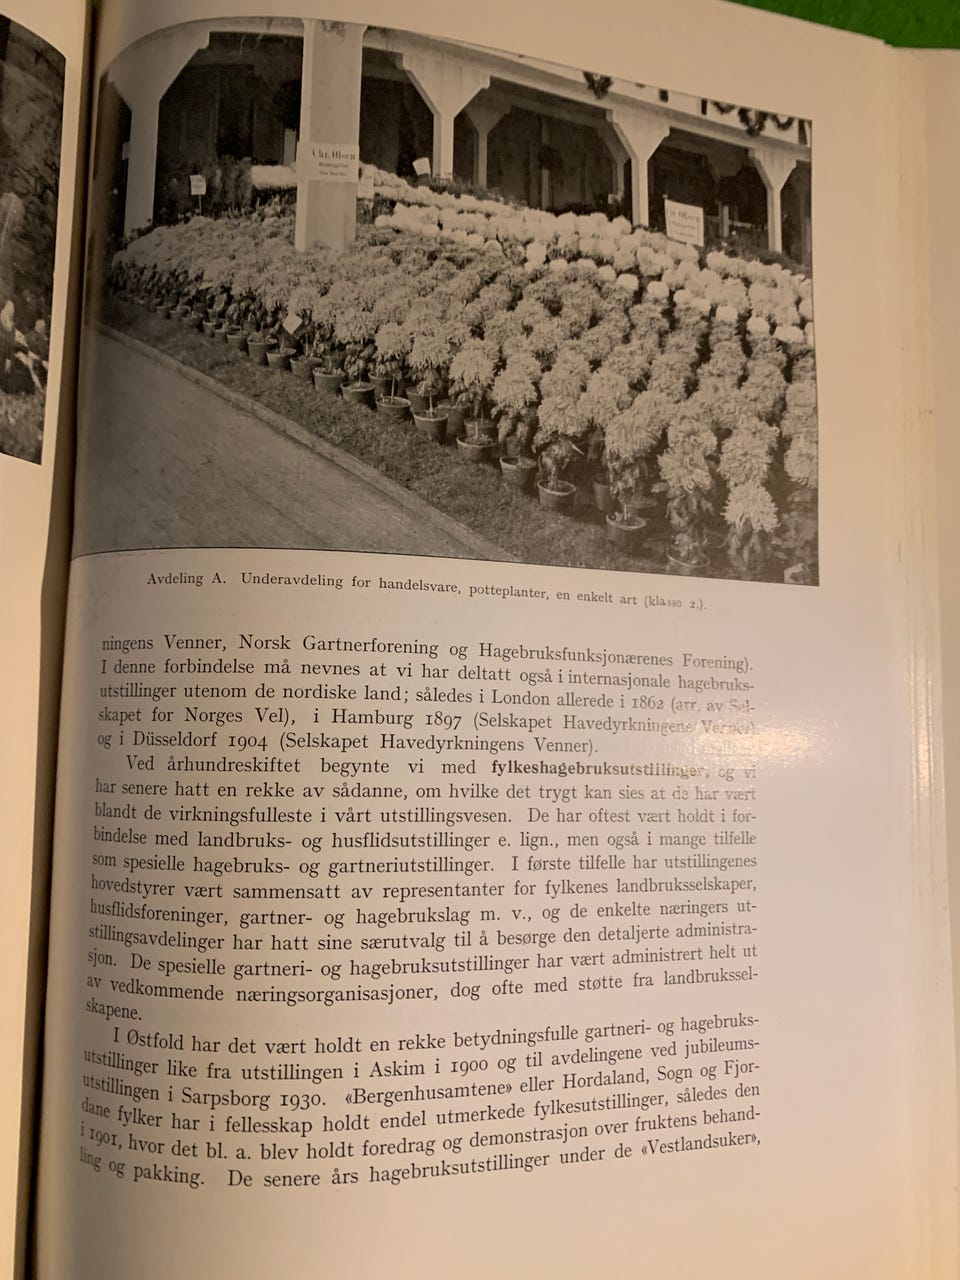 Chr. Olsen
Chr. Olsen
Avdeling A. Underavdeling for handelsvare, potteplanter, en enkelt art (klasse 2.).
ningens Venner, Norsk Gartnerforening og Hagebruksfunksjonærenes Forening).
I denne forbindelse må nevnes at vi har deltatt også i internasjonale hagebruks-
utstillinger utenom de nordiske land; således i London allerede i 1862 (arr. av Sel-
skapet for Norges Vel), i Hamburg 1897 (Selskapet Havedyrkningens Venner)
og i Düsseldorf 1904 (Selskapet Havedyrkningens Venner).
Ved århundreskiftet begynte vi med fylkeshagebruksutstillinger, og vi
har senere hatt en rekke av sådanne, om hvilke det trygt kan sies at de har vært
blandt de virkningsfulleste i vårt utstillingsvesen. De har oftest vært holdt i for-
bindelse med landbruks- og husflidsutstillinger e. lign., men også i mange tilfelle
som spesielle hagebruks- og gartneriutstillinger. I første tilfelle har utstillingenes
hovedstyrer vært sammensatt av representanter for fylkenes landbruksselskaper,
husflidsforeninger, gartner- og hagebrukslag m. v., og de enkelte næringers ut-
stillingsavdelinger har hatt sine særutvalg til å besørge den detaljerte administra-
sjon. De spesielle gartneri- og hagebruksutstillinger har vært administrert helt ut
av vedkommende næringsorganisasjoner, dog ofte med støtte fra landbrukssel-
skapene.
I Østfold har det vært holdt en rekke betydningsfulle gartneri- og hagebruks-
utstillinger like fra utstillingen i Askim i 1900 og til avdelingene ved jubileums-
utstillingen i Sarpsborg 1930. «Bergenhusamtene» eller Hordaland, Sogn og Fjor-
dane fylker har i fellesskap holdt endel utmerkede fylkesutstillinger, således den
i 1901, hvor det bl. a. blev holdt foredrag og demonstrasjon over fruktens behand-
ling og pakking. De senere års hagebruksutstillinger under de «Vestlandsuker»,